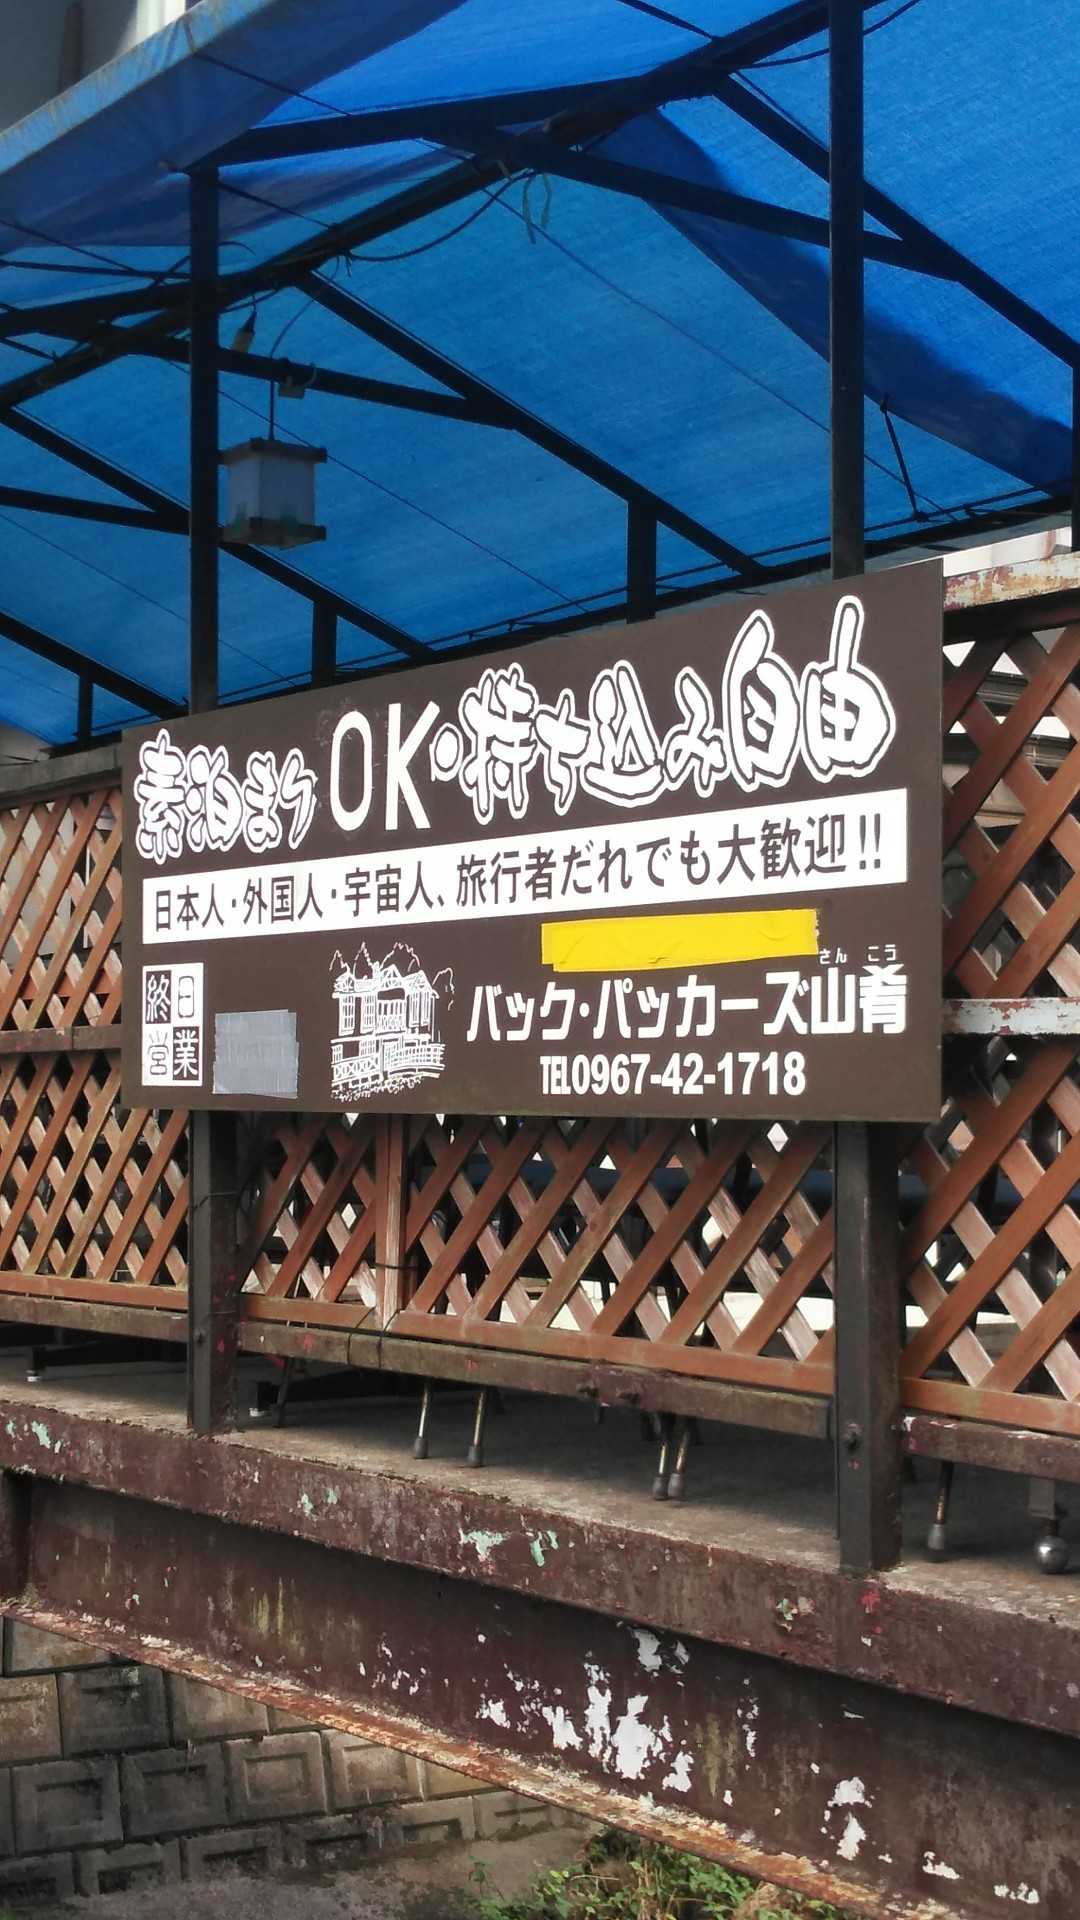 素泊まりOK・持ち込み自由
日本人・外国人・宇宙人、旅行者だれでも大歓迎!!
さんこう
バック・パッカーズ山肴
TEL0967-42-1718
終日営業